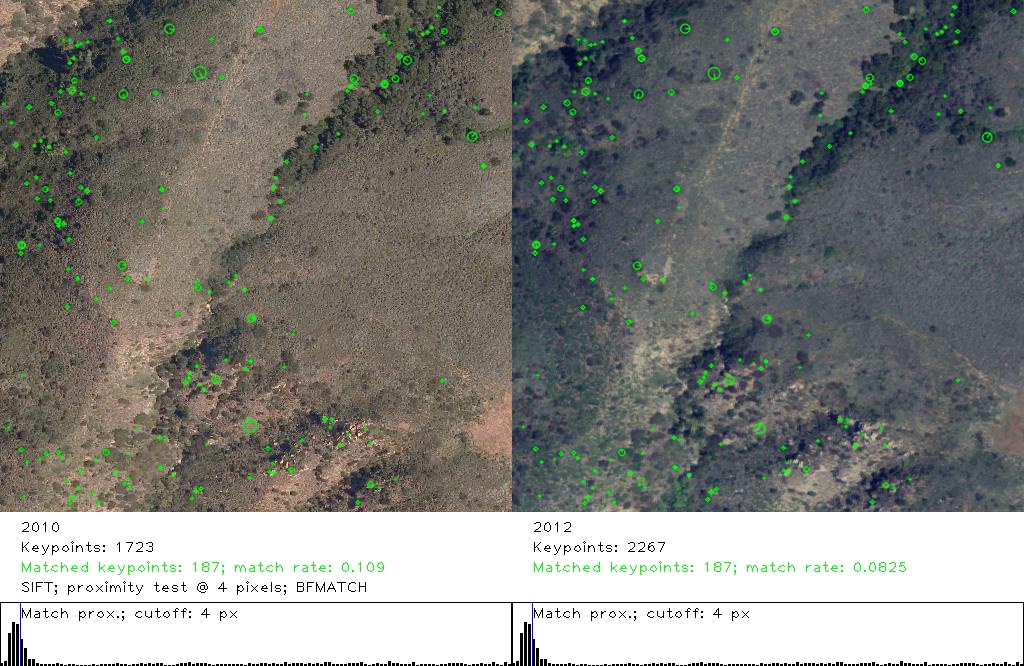 2010
Keypoints: 1723
Matched keypoints: 187; match rate: 0.109
SIFT; proximity test @ 4 pixels; BFMATCH
Match prox.; cutoff: 4 px
2012
Keypoints: 2267
Matched keypoints: 187; match rate: 0.0825
Match prox.; cutoff: 4 px